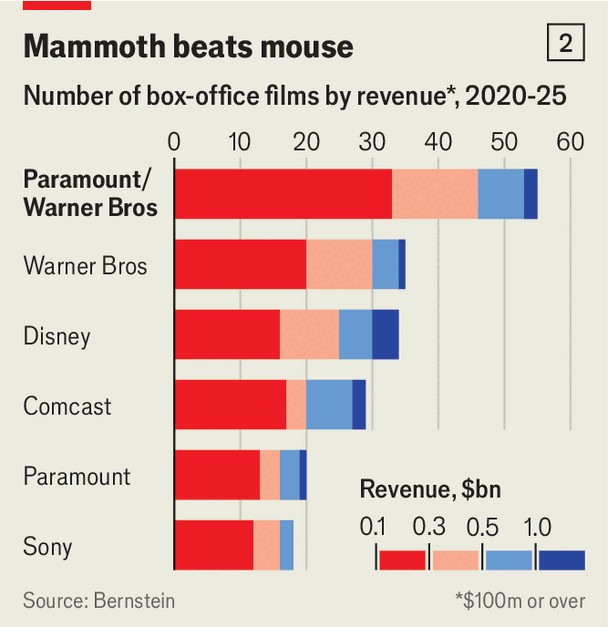 Mammoth beats mouse
2
Number of box-office films by revenue*, 2020-25
0 10 20 30 40 50 60
Paramount/
Warner Bros
Warner Bros
Disney
Comcast
Paramount
Sony
Revenue, $bn
0.1 0.3 0.5 1.0
Source: Bernstein
*$100m or over